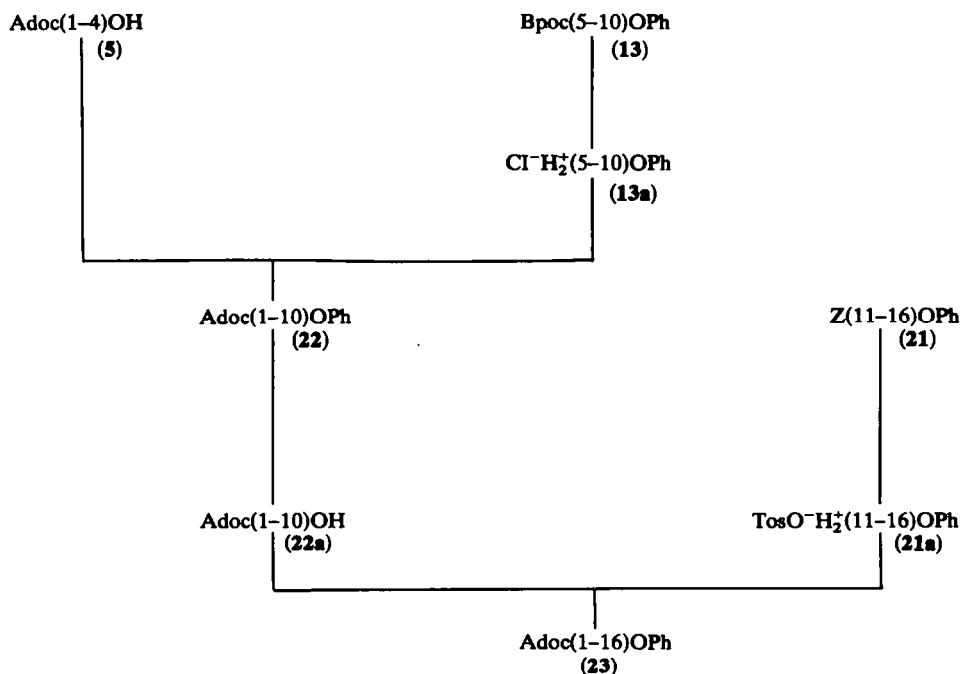 Adoc(1–4)OH
(5)
Bpoc(5–10)OPh
(13)
Cl⁻H₂⁺(5–10)OPh
(13a)
Adoc(1–10)OPh
(22)
Z(11–16)OPh
(21)
Adoc(1–10)OH
(22a)
TosO⁻H₂⁺(11–16)OPh
(21a)
Adoc(1–16)OPh
(23)